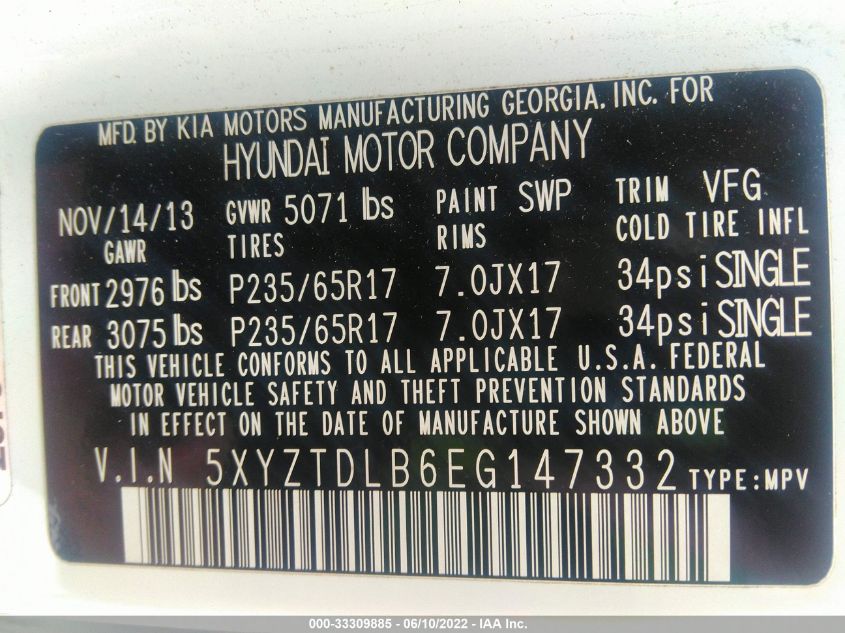 MFD. BY KIA MOTORS MANUFACTURING GEORGIA. INC. FOR
HYUNDAI MOTOR COMPANY
NOV/14/13 GVWR 5071 lbs PAINT SWP TRIM VFG
GAWR TIRES RIMS COLD TIRE INFL
FRONT 2976 lbs P235/65R17 7.0JX17 34psi SINGLE
REAR 3075 lbs P235/65R17 7.0JX17 34psi SINGLE
THIS VEHICLE CONFORMS TO ALL APPLICABLE U.S.A. FEDERAL
MOTOR VEHICLE SAFETY AND THEFT PREVENTION STANDARDS
IN EFFECT ON THE DATE OF MANUFACTURE SHOWN ABOVE
V.I.N 5XYZTDLB6EG147332 TYPE:MPV
000-33309885 - 06/10/2022 - IAA Inc.